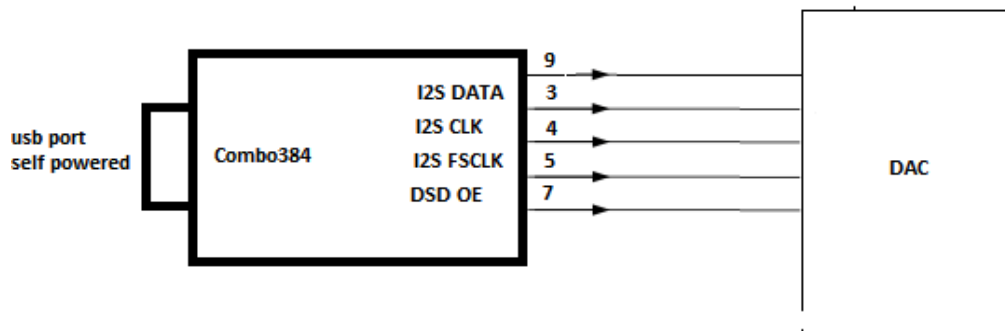 9
I2S DATA 3
I2S CLK 4
usb port
self powered
Combo384
I2S FSCLK 5
DAC
DSD OE 7